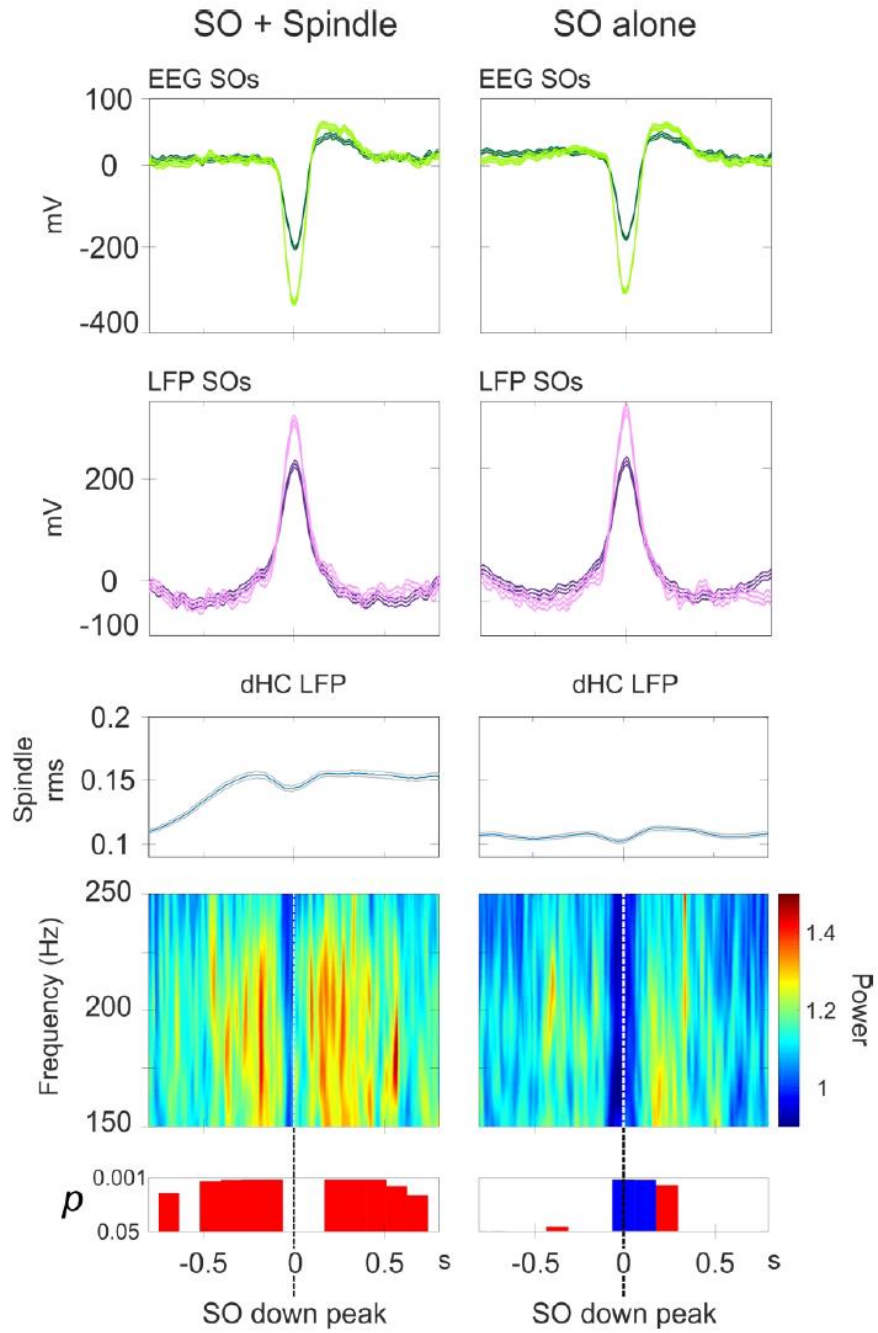 SO + Spindle SO alone
EEG SOs EEG SOs
100
0
-200
-400
mV
LFP SOs LFP SOs
200
0
-100
mV
dHC LFP dHC LFP
0.2
0.15
0.1
Spindle
rms
250
200
150
Frequency (Hz)
1.4
1.2
1
Power
0.001
p
0.05
-0.5 0 0.5 s -0.5 0 0.5 s
SO down peak SO down peak